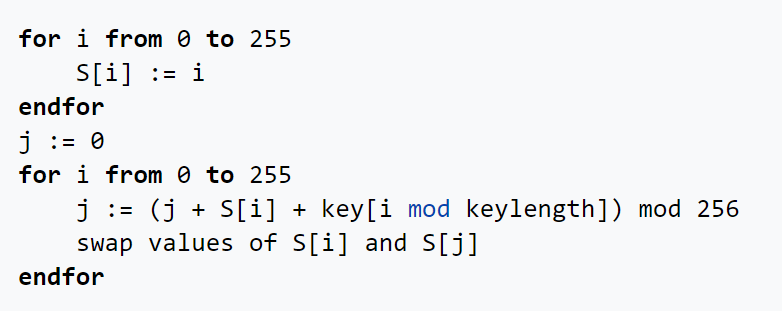 for i from 0 to 255
    S[i] := i
endfor
j := 0
for i from 0 to 255
    j := (j + S[i] + key[i mod keylength]) mod 256
    swap values of S[i] and S[j]
endfor